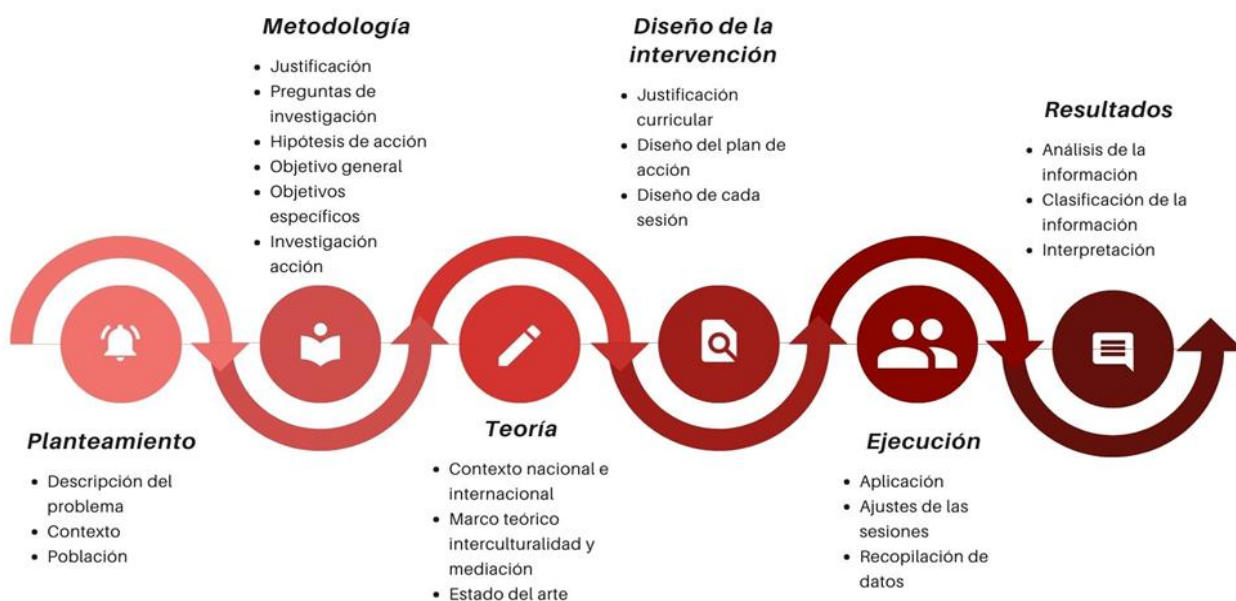 Planteamiento
Descripción del
problema
Contexto
Población
Metodología
Justificación
Preguntas de
investigación
Hipótesis de acción
Objetivo general
Objetivos
específicos
Investigación
acción
Teoría
Contexto nacional e
internacional
Marco teórico
interculturalidad y
mediación
Estado del arte
Diseño de la
intervención
Justificación
curricular
Diseño del plan de
acción
Diseño de cada
sesión
Ejecución
Aplicación
Ajustes de las
sesiones
Recopilación de
datos
Resultados
Análisis de la
información
Clasificación de la
información
Interpretación